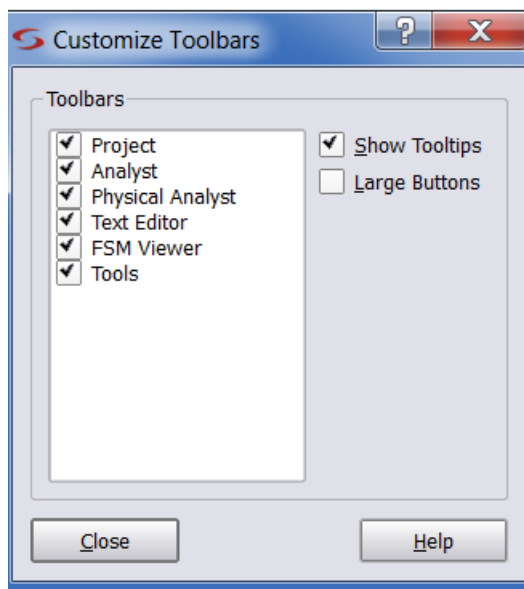 Customize Toolbars
?
X
Toolbars
Project
Analyst
Physical Analyst
Text Editor
FSM Viewer
Tools
Show Tooltips
Large Buttons
Close
Help